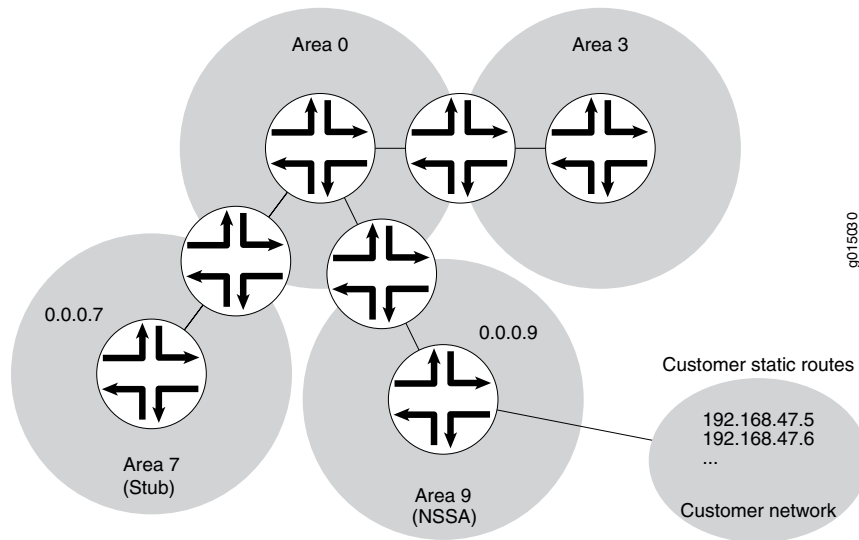 Area 0
Area 3
g015030
0.0.0.7
0.0.0.9
Customer static routes
192.168.47.5
192.168.47.6
...
Area 7
(Stub)
Area 9
(NSSA)
Customer network